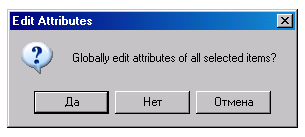 Edit Attributes
Globally edit attributes of all selected items?
Да Нет Отмена